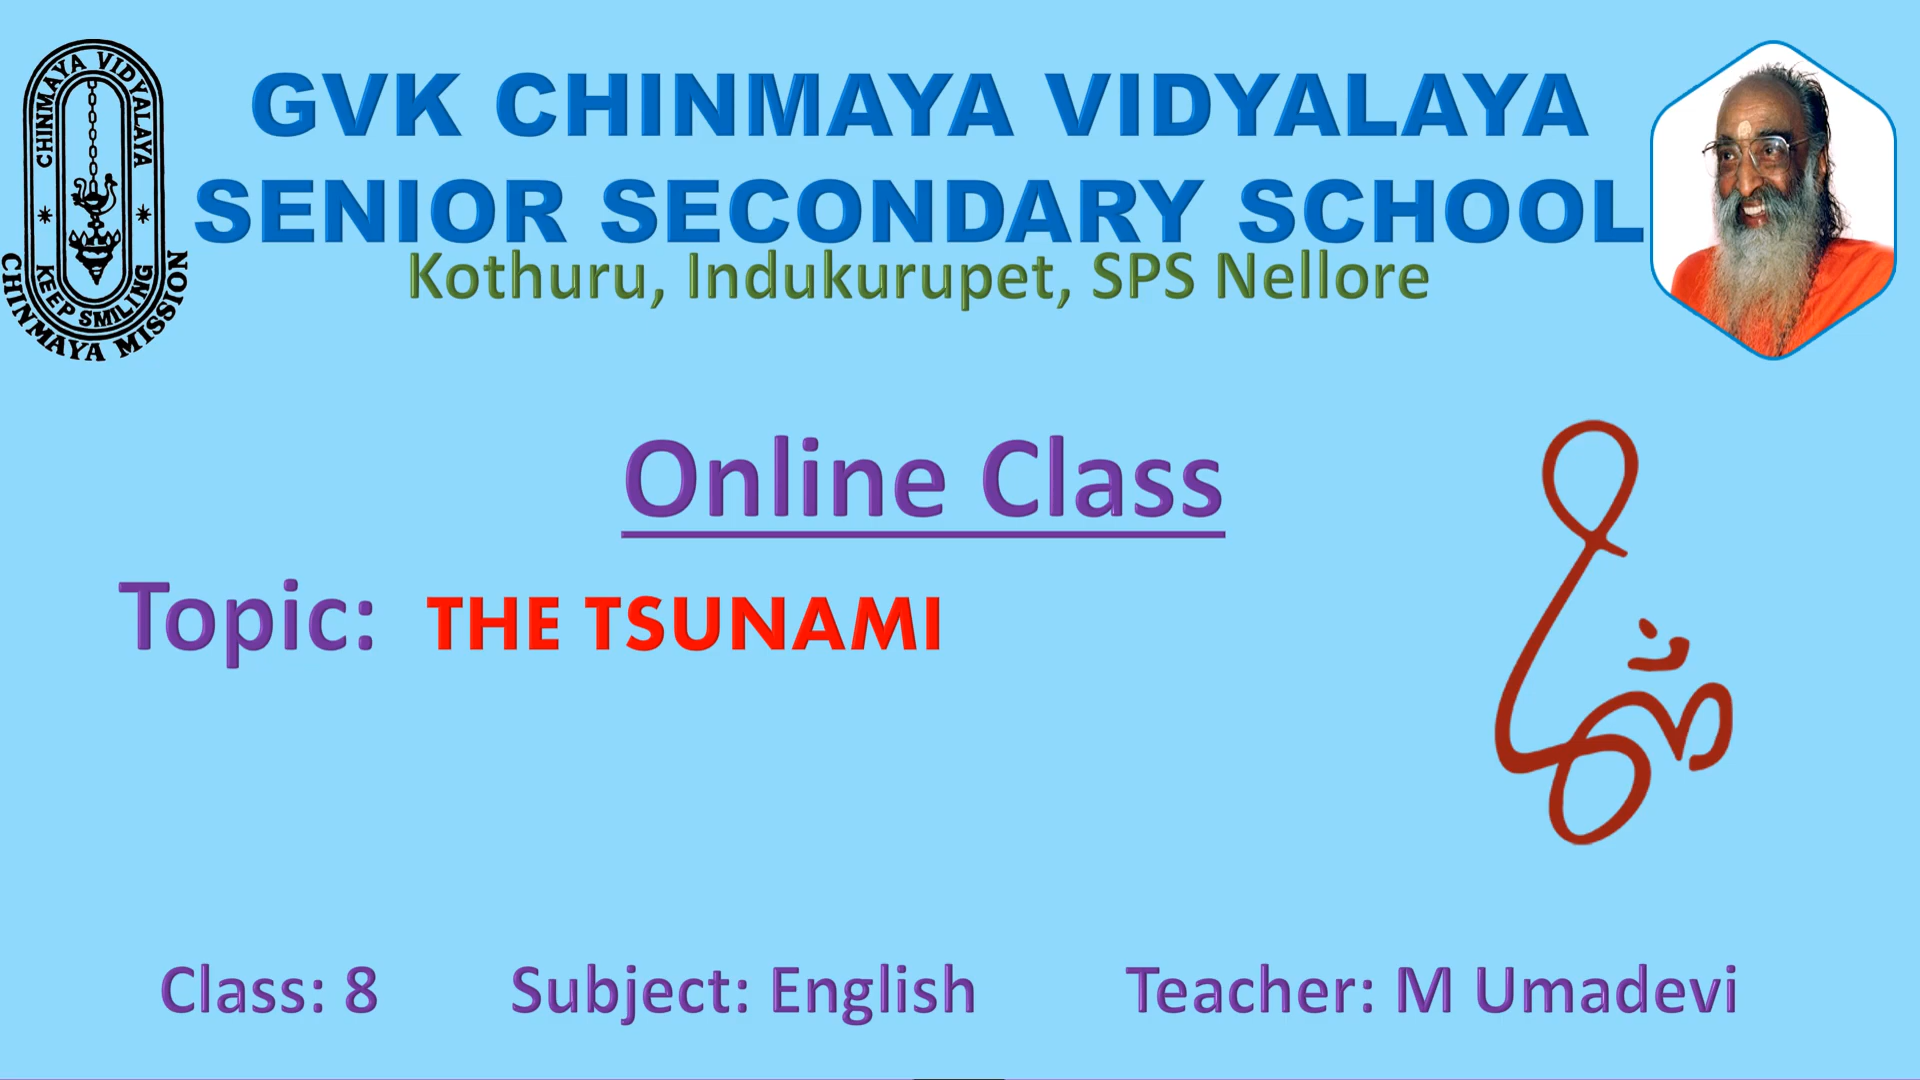 CHINMAYA VIDYALAYA
KEEP SMILING
CHINMAYA MISSION
GVK CHINMAYA VIDYALAYA
SENIOR SECONDARY SCHOOL
Kothuru, Indukurupet, SPS Nellore
Online Class
Topic: THE TSUNAMI
Class: 8 Subject: English Teacher: M Umadevi